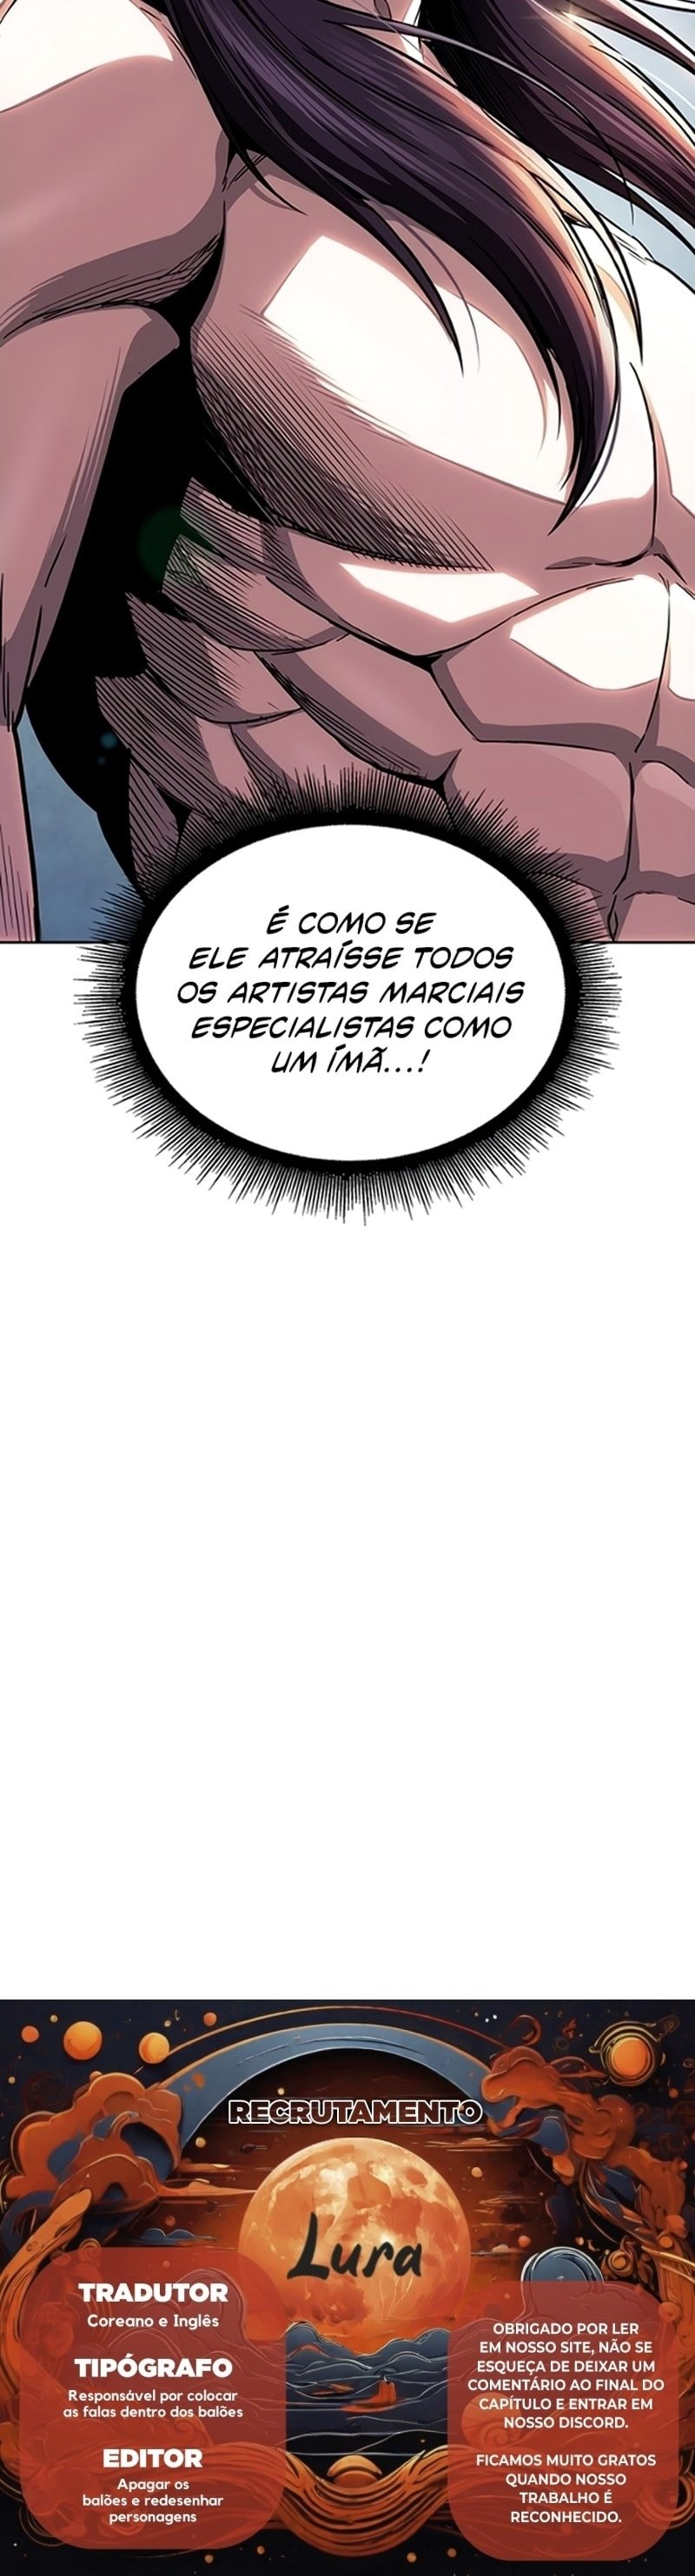 É COMO SE
ELE ATRAÍSSE TODOS
OS ARTISTAS MARCIAIS
ESPECIALISTAS COMO
UM ÍMÃ...!
RECRUTAMENTO
Lura
TRADUTOR
Coreano e Inglês
TIPÓGRAFO
Responsável por colocar
as falas dentro dos balões
EDITOR
Apagar os
balões e redesenhar
personagens
OBRIGADO POR LER
EM NOSSO SITE, NÃO SE
ESQUEÇA DE DEIXAR UM
COMENTÁRIO AO FINAL DO
CAPÍTULO E ENTRAR EM
NOSSO DISCORD.
FICAMOS MUITO GRATOS
QUANDO NOSSO
TRABALHO É
RECONHECIDO.